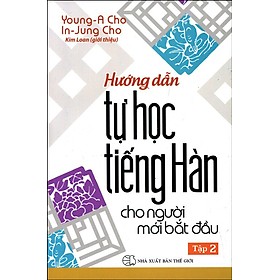 Young-A Cho
In-Jung Cho
Kim Loan (giới thiệu)
Hướng dẫn
tự học
tiếng Hàn
cho người
mới bắt đầu
Tập 2
NHÀ XUẤT BẢN THẾ GIỚI